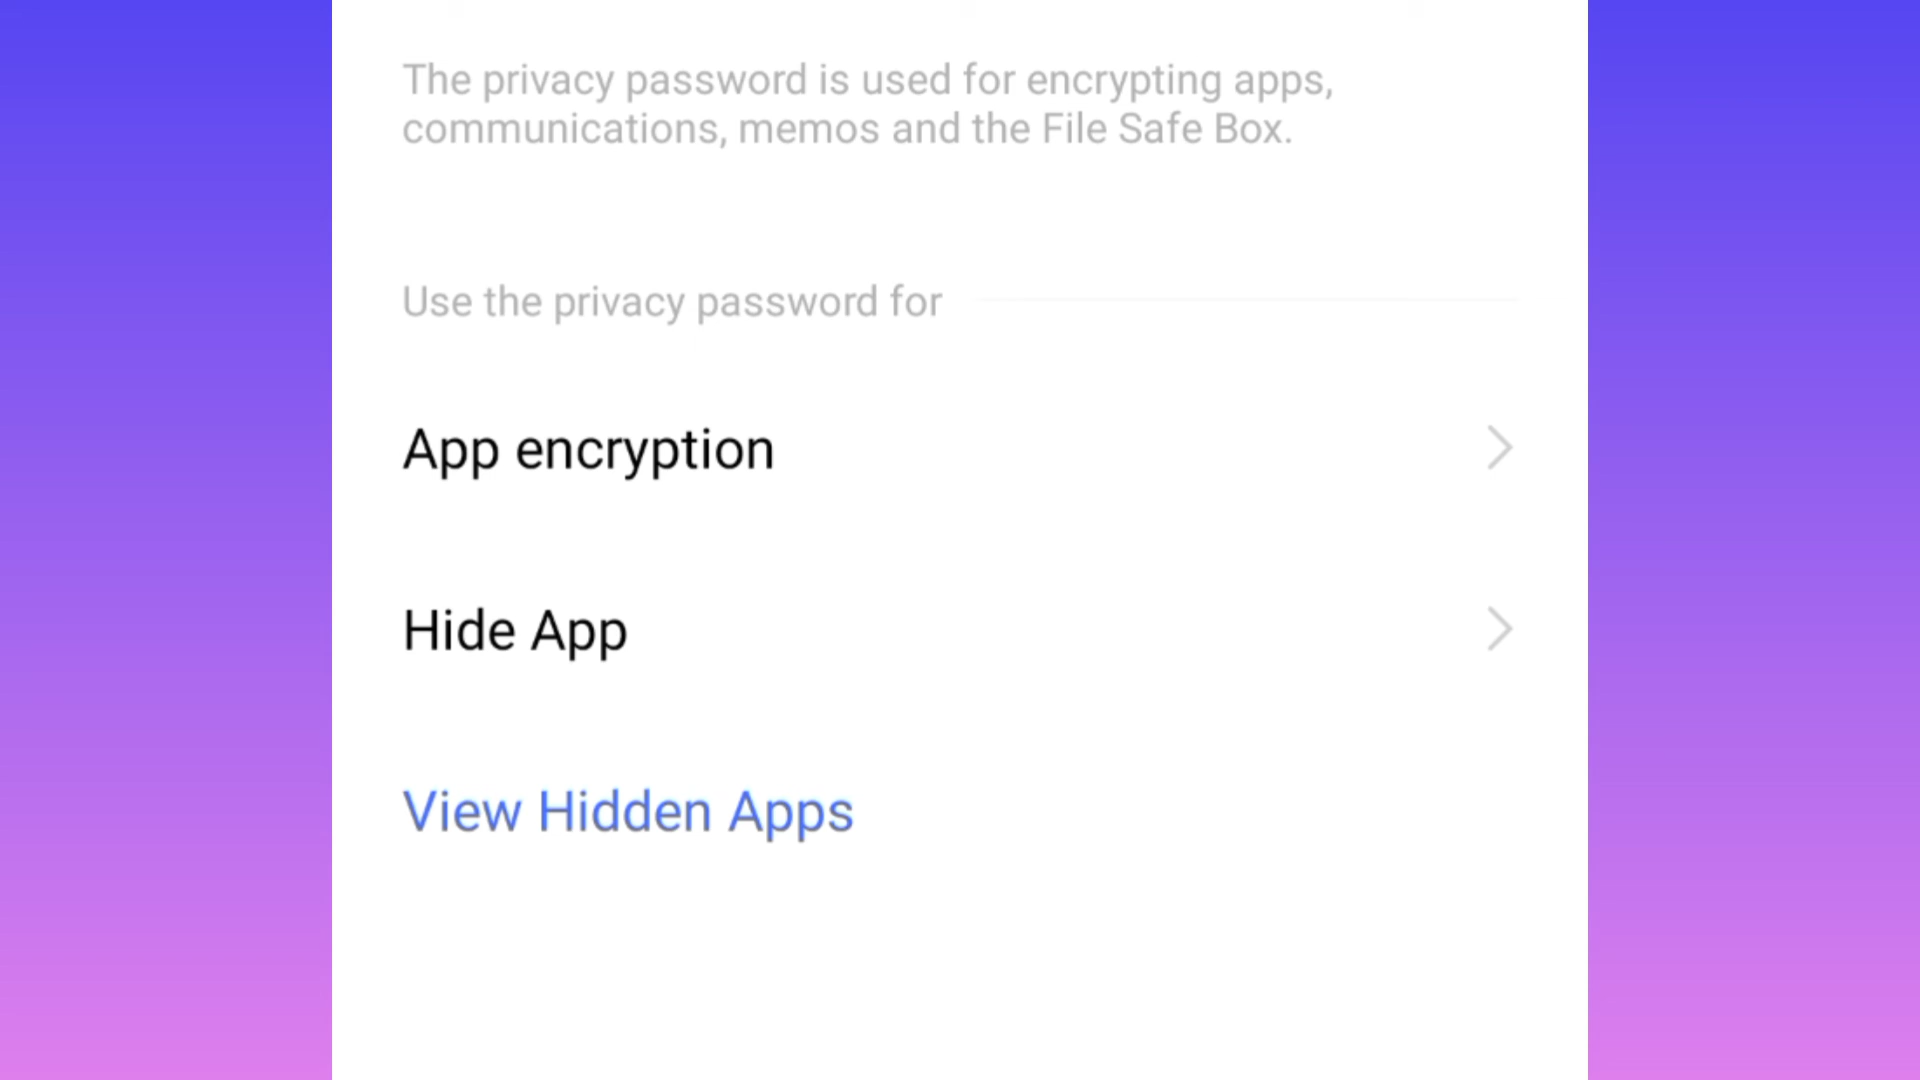 The privacy password is used for encrypting apps,
communications, memos and the File Safe Box.
Use the privacy password for
App encryption
Hide App
View Hidden Apps